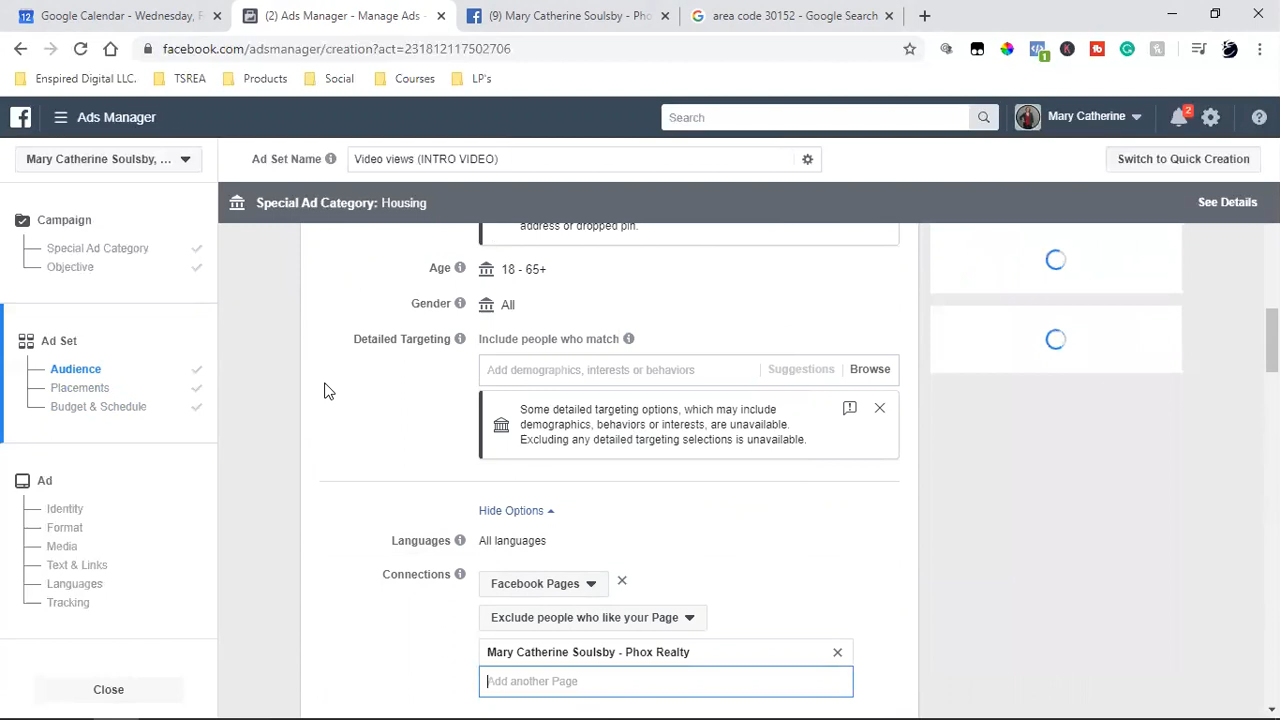 Google Calendar - Wednesday, F
(2) Ads Manager - Manage Ads -
(9) Mary Catherine Soulsby - Pho
area code 30152 - Google Search
facebook.com/adsmanager/creation?act=231812117502706
Enspired Digital LLC.
TSREA
Products
Social
Courses
LP's
Ads Manager
Search
Mary Catherine
2
Mary Catherine Soulsby, ...
Ad Set Name
Video views (INTRO VIDEO)
Switch to Quick Creation
Special Ad Category: Housing
See Details
Campaign
Special Ad Category
Objective
Ad Set
Audience
Placements
Budget & Schedule
Ad
Identity
Format
Media
Text & Links
Languages
Tracking
Close
address or dropped pin.
Age
18 - 65+
Gender
All
Detailed Targeting
Include people who match
Add demographics, interests or behaviors
Suggestions
Browse
Some detailed targeting options, which may include
demographics, behaviors or interests, are unavailable.
Excluding any detailed targeting selections is unavailable.
Hide Options
Languages
All languages
Connections
Facebook Pages
Exclude people who like your Page
Mary Catherine Soulsby - Phox Realty
Add another Page